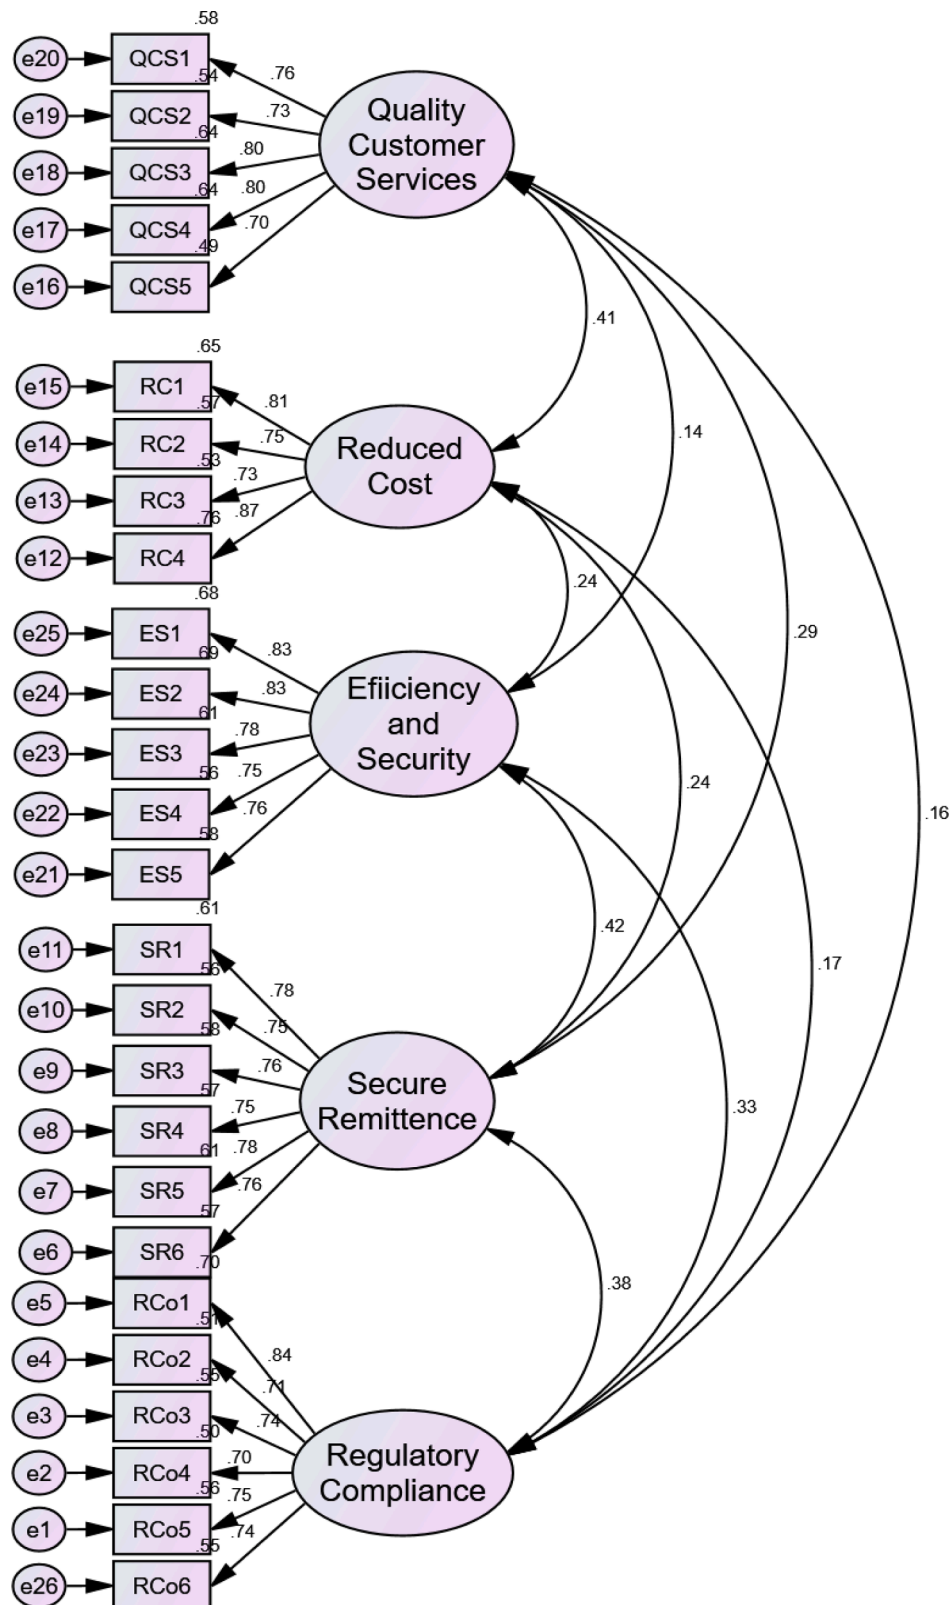 .58
e20 QCS1 .76
.54
e19 QCS2 .73
.64
e18 QCS3 .80
.64
e17 QCS4 .80
.49
e16 QCS5 .70
Quality
Customer
Services
.41
.14
.65
e15 RC1 .81
.57
e14 RC2 .75
.53
e13 RC3 .73
.76
e12 RC4 .87
Reduced
Cost
.24
.29
.68
e25 ES1 .83
.69
e24 ES2 .83
.61
e23 ES3 .78
.56
e22 ES4 .75
.58
e21 ES5 .76
Efiiciency
and
Security
.24
.16
.42
.17
.61
e11 SR1 .78
.56
e10 SR2 .75
.58
e9 SR3 .76
.57
e8 SR4 .75
.61
e7 SR5 .78
.57
e6 SR6 .76
Secure
Remittence
.33
.38
.70
e5 RCo1 .84
.51
e4 RCo2 .71
.55
e3 RCo3 .74
.50
e2 RCo4 .70
.56
e1 RCo5 .75
.55
e26 RCo6 .74
Regulatory
Compliance